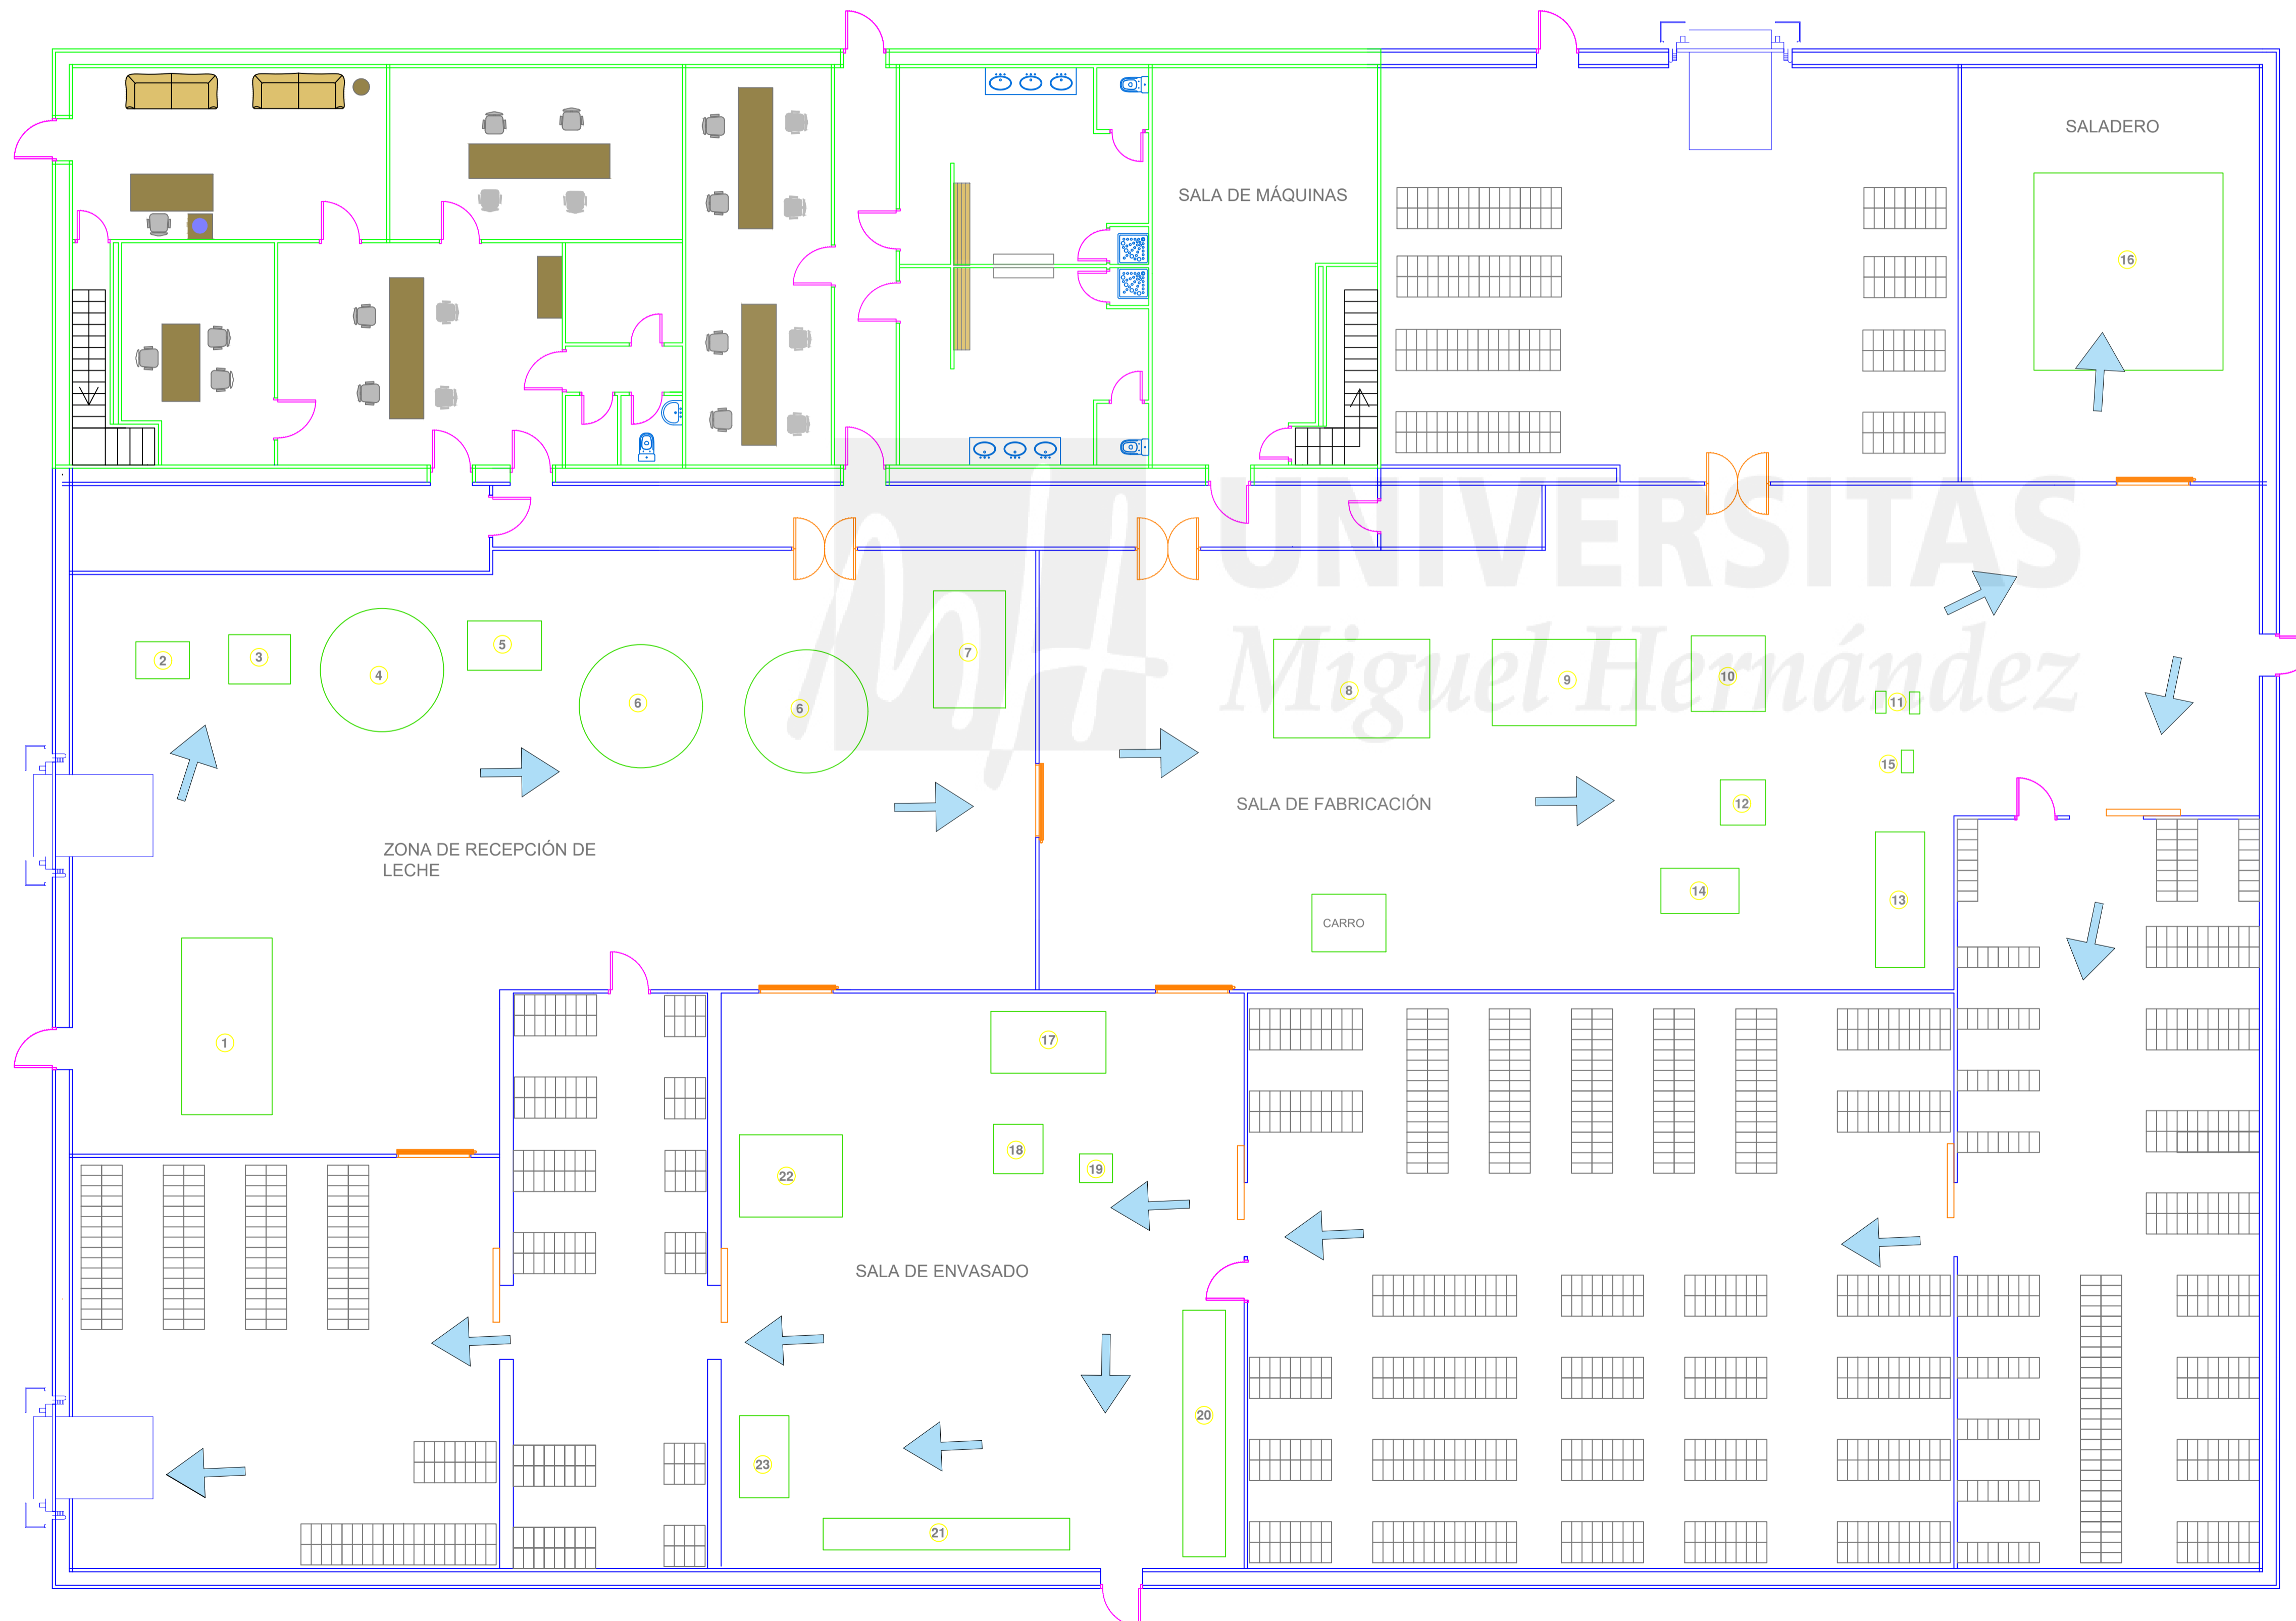 SALADERO
SALA DE MÁQUINAS
16
UNIVERSITAS
Miguel Hernández
2
3
4
5
6
6
7
8
9
10
11
15
12
SALA DE FABRICACIÓN
ZONA DE RECEPCIÓN DE
LECHE
14
13
CARRO
1
17
18
19
22
SALA DE ENVASADO
20
23
21